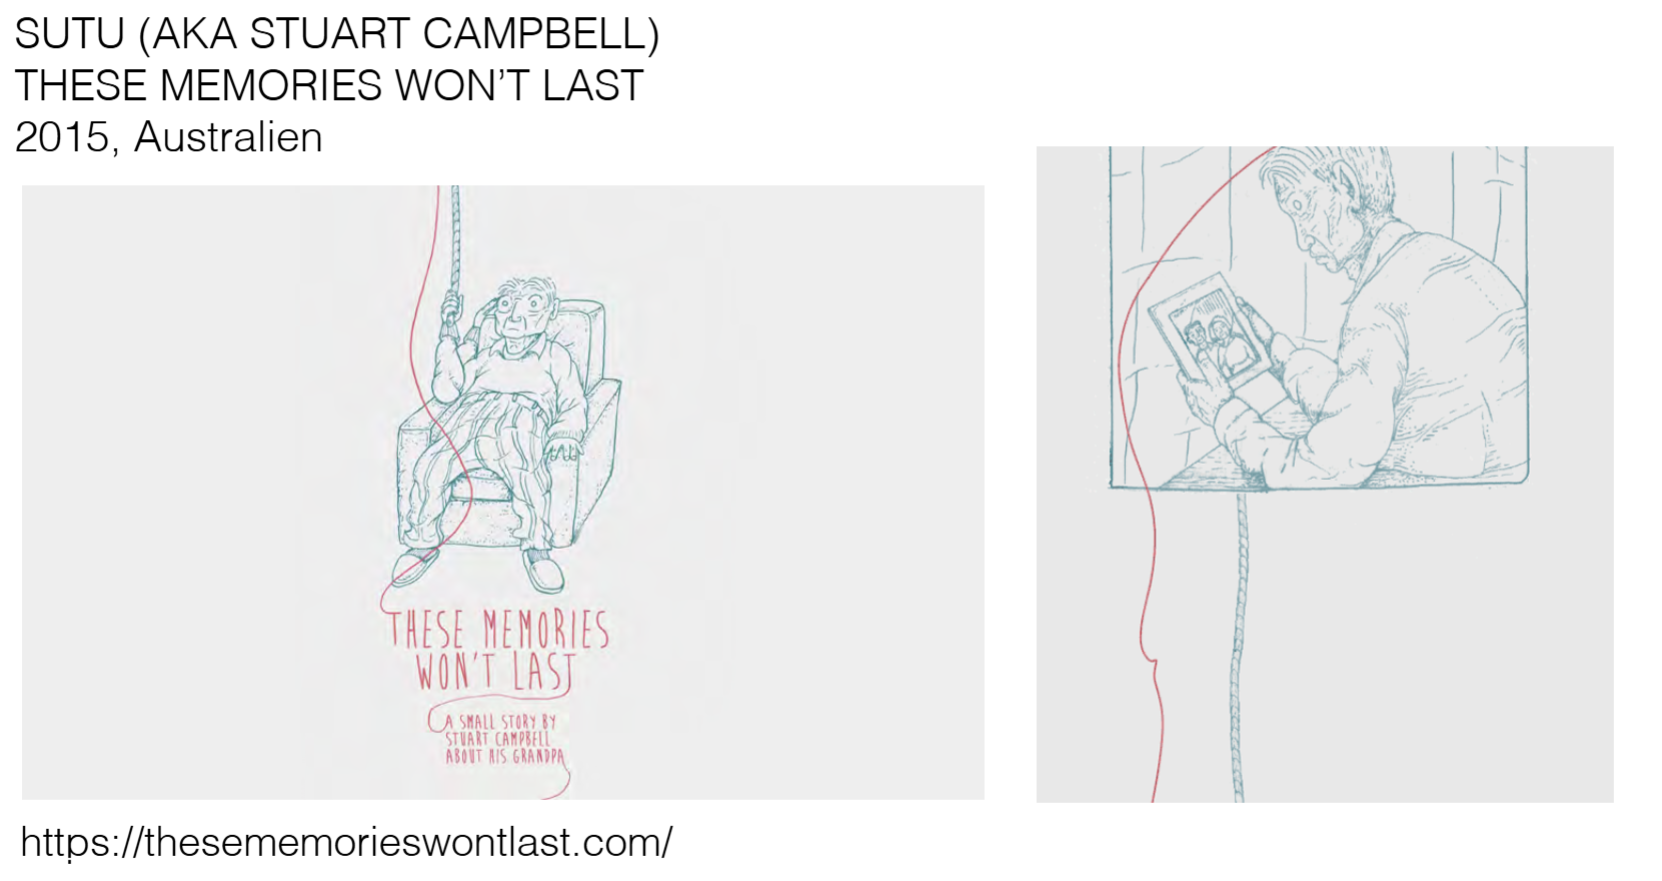 SUTU (AKA STUART CAMPBELL)
THESE MEMORIES WON'T LAST
2015, Australien
THESE MEMORIES
WON'T LAST
A SMALL STORY BY
STUART CAMPBELL
ABOUT HIS GRANDPA
https://thesememorieswontlast.com/